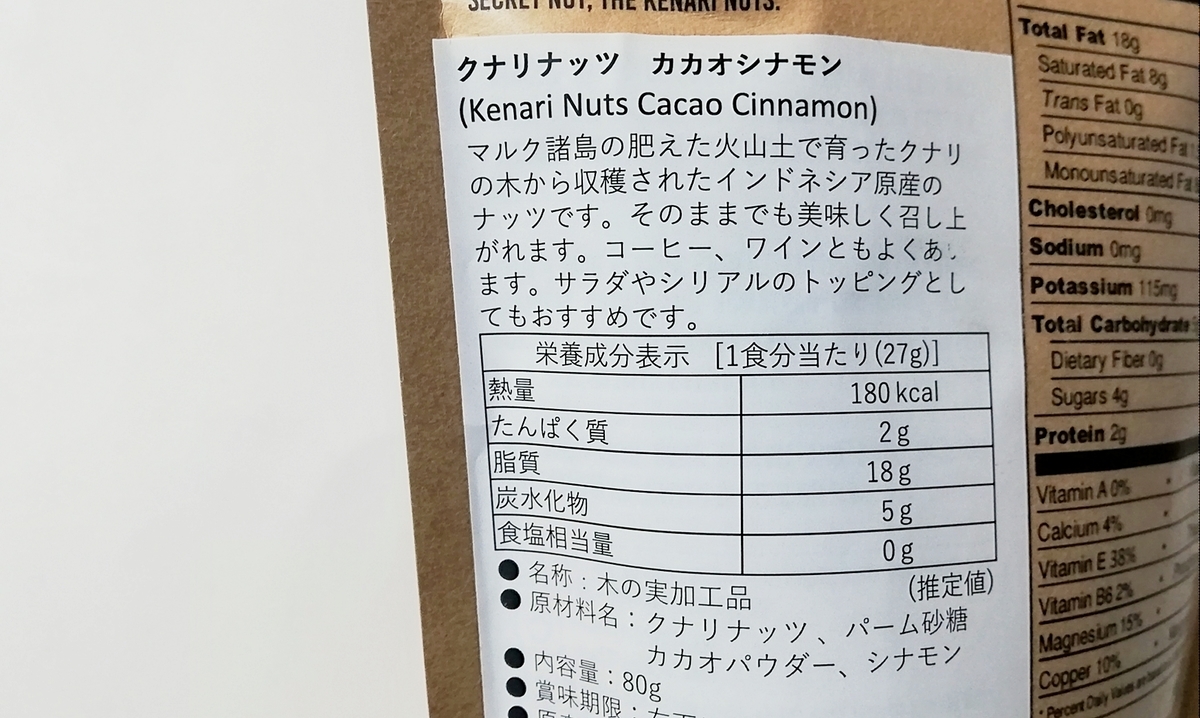 SECRET NUT, THE KENARI NUTS.
クナリナッツ　カカオシナモン
(Kenari Nuts Cacao Cinnamon)
マルク諸島の肥えた火山土で育ったクナリ
の木から収穫されたインドネシア原産の
ナッツです。そのままでも美味しく召し上
がれます。コーヒー、ワインともよくあ
ます。サラダやシリアルのトッピングとし
てもおすすめです。
栄養成分表示　[1食分当たり(27g)]
熱量 180 kcal
たんぱく質 2 g
脂質 18 g
炭水化物 5 g
食塩相当量 0 g
(推定値)
●名称：木の実加工品
●原材料名：クナリナッツ、パーム砂糖
カカオパウダー、シナモン
●内容量：80g
●賞味期限：
Total Fat 18g
Saturated Fat 8g
Trans Fat 0g
Polyunsaturated Fat
Monounsaturated Fat
Cholesterol 0mg
Sodium 0mg
Potassium 115mg
Total Carbohydrate
Dietary Fiber 0g
Sugars 4g
Protein 2g
Vitamin A 0%
Calcium 4%
Vitamin E 38%
Vitamin B6 2%
Magnesium 15%
Copper 10%
* Percent Daily Values are